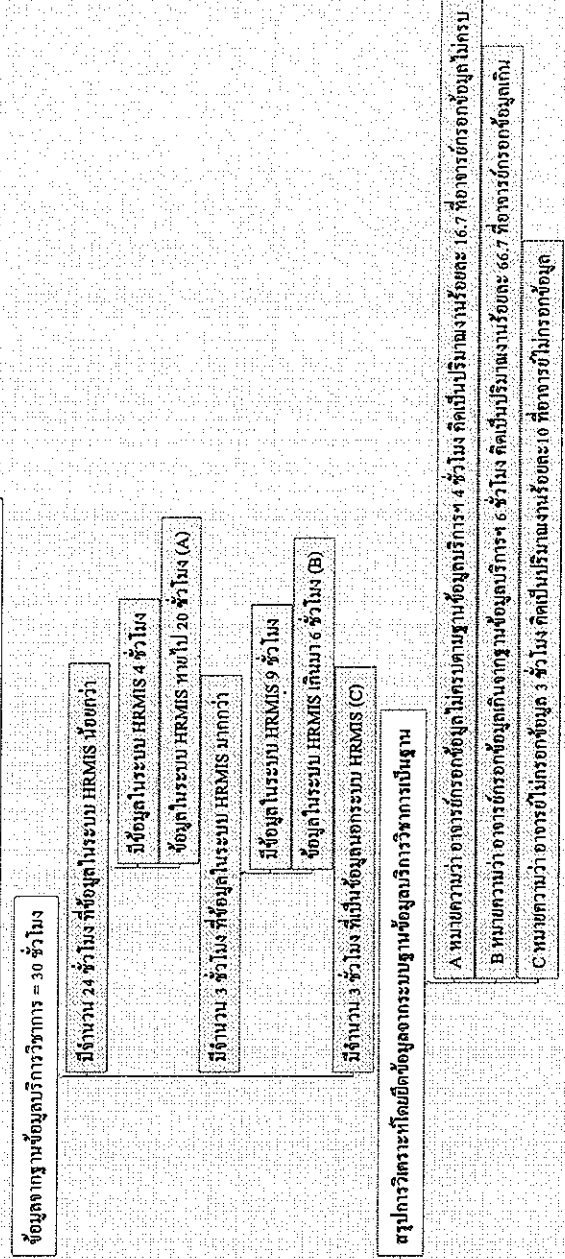 ข้อมูลจากฐานข้อมูลบริการวิชาการ = 30 ชั่วโมง
มีจำนวน 24 ชั่วโมง ที่ข้อมูลในระบบ HRMIS น้อยกว่า
มีข้อมูลในระบบ HRMIS 4 ชั่วโมง
ข้อมูลในระบบ HRMIS หายไป 20 ชั่วโมง (A)
มีจำนวน 3 ชั่วโมง ที่ข้อมูลในระบบ HRMIS มากกว่า
มีข้อมูลในระบบ HRMIS 9 ชั่วโมง
ข้อมูลในระบบ HRMIS เกินมา 6 ชั่วโมง (B)
มีจำนวน 3 ชั่วโมง ที่เป็นข้อมูลนอกระบบ HRMIS (C)
สรุปการวิเคราะห์โดยยึดข้อมูลจากระบบฐานข้อมูลบริการวิชาการเป็นฐาน
A หมายความว่า อาจารย์กรอกข้อมูลไม่ครบตามฐานข้อมูลบริการฯ 4 ชั่วโมง คิดเป็นปริมาณงานร้อยละ 16.7 ที่อาจารย์กรอกข้อมูลไม่ครบ
B หมายความว่า อาจารย์กรอกข้อมูลเกินจากฐานข้อมูลบริการฯ 6 ชั่วโมง คิดเป็นปริมาณงานร้อยละ 66.7 ที่อาจารย์กรอกข้อมูลเกิน
C หมายความว่า อาจารย์ไม่กรอกข้อมูล 3 ชั่วโมง คิดเป็นปริมาณงานร้อยละ10 ที่อาจารย์ไม่กรอกข้อมูล